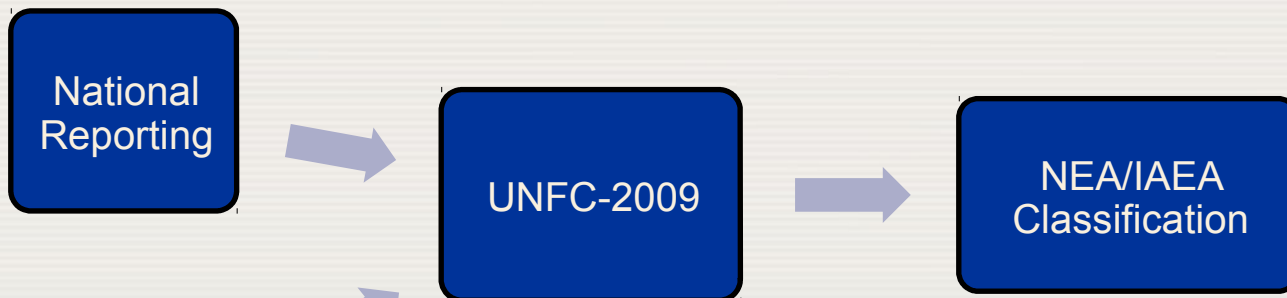 National
Reporting
UNFC-2009
NEA/IAEA
Classification